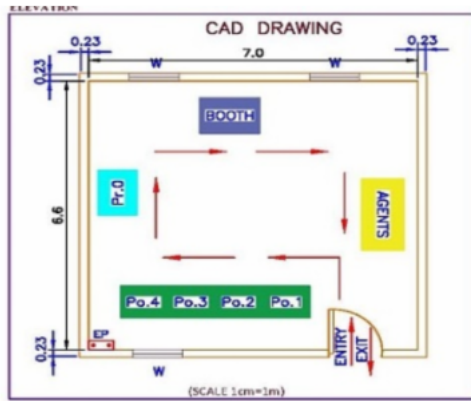 ELEVATION
CAD DRAWING
0.23
7.0
0.23
0.23
W
W
BOOTH
Pr.O
AGENTS
6.6
Po.4 Po.3 Po.2 Po.1
EP
0.23
W
ENTRY
EXIT
(SCALE 1cm=1m)